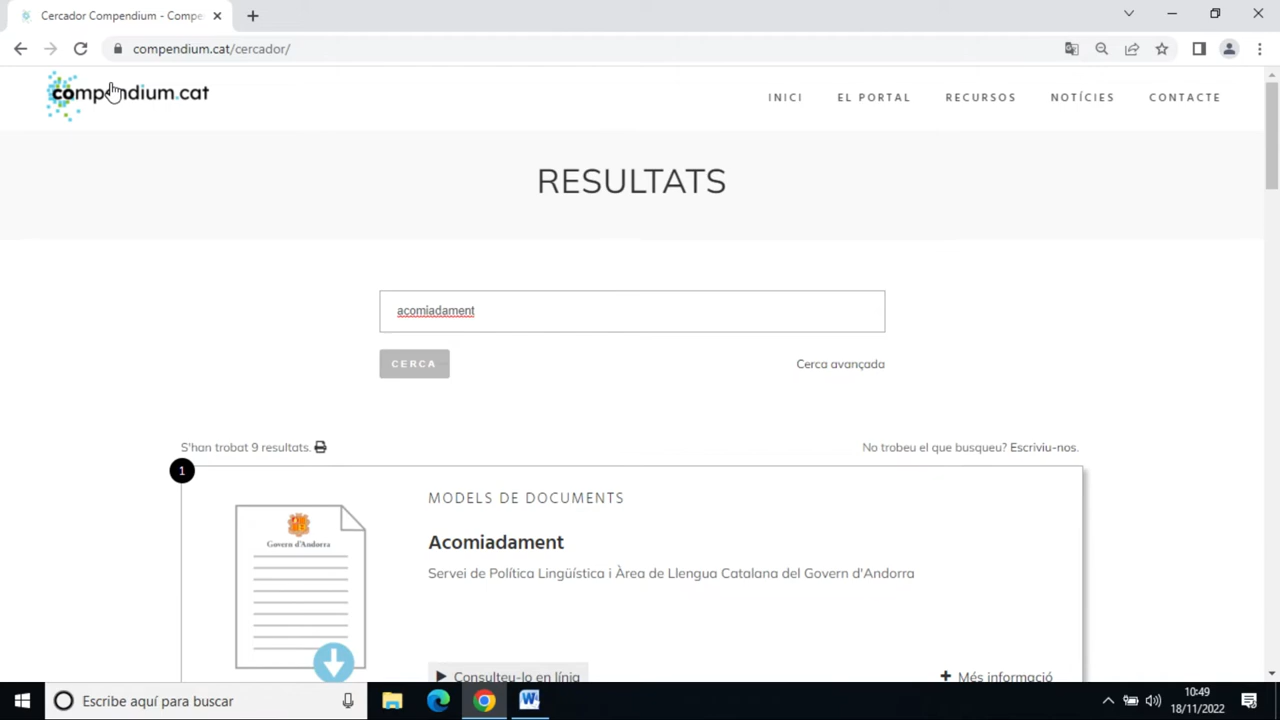 Cercador Compendium - Compe
compendium.cat/cercador/
compendium.cat
INICI
EL PORTAL
RECURSOS
NOTÍCIES
CONTACTE
RESULTATS
acomiadament
CERCA
Cerca avançada
S'han trobat 9 resultats.
No trobeu el que busqueu? Escriviu-nos.
1
MODELS DE DOCUMENTS
Govern d'Andorra
Acomiadament
Servei de Política Lingüística i Àrea de Llengua Catalana del Govern d'Andorra
Consulteu-lo en línia
Més informació
Escribe aquí para buscar
10:49
18/11/2022